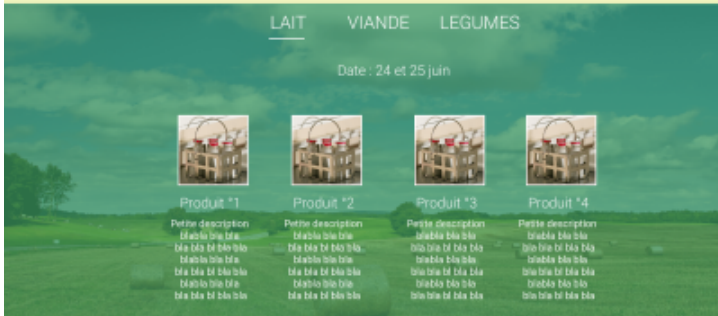 LAIT VIANDE LEGUMES
Date : 24 et 25 juin
Produit °1 Produit °2 Produit °3 Produit °4
Petite description Petite description Petite description Petite description
blabla bla bla blabla bla bla blabla bla bla blabla bla bla
bla bla bl bla bla bla bla bl bla bla bla bla bl bla bla bla bla bl bla bla
blabla bla bla blabla bla bla blabla bla bla blabla bla bla
bla bla bl bla bla bla bla bl bla bla bla bla bl bla bla bla bla bl bla bla
blabla bla bla blabla bla bla blabla bla bla blabla bla bla
bla bla bl bla bla bla bla bl bla bla bla bla bl bla bla bla bla bl bla bla